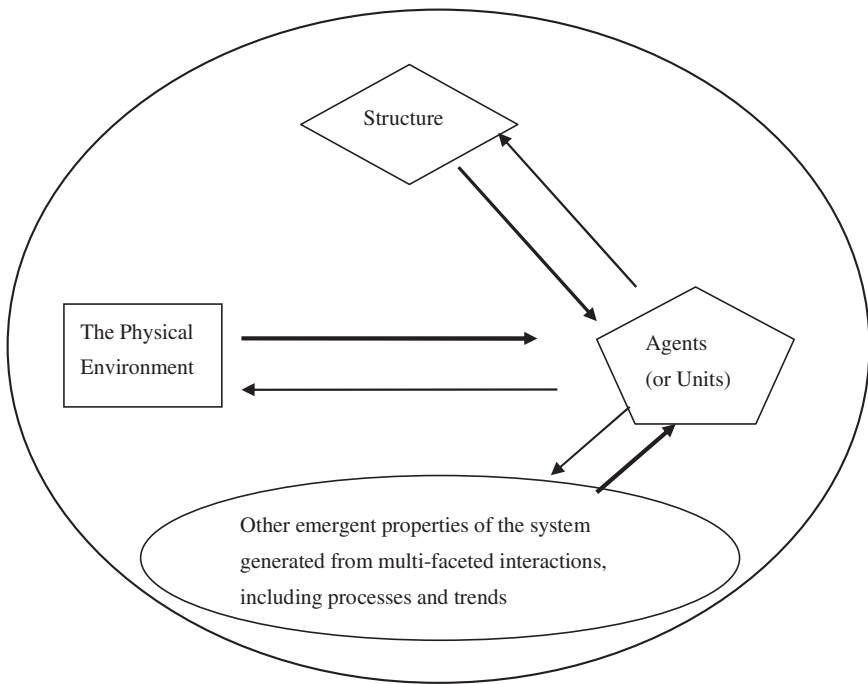 Structure
The Physical
Environment
Agents
(or Units)
Other emergent properties of the system
generated from multi-faceted interactions,
including processes and trends